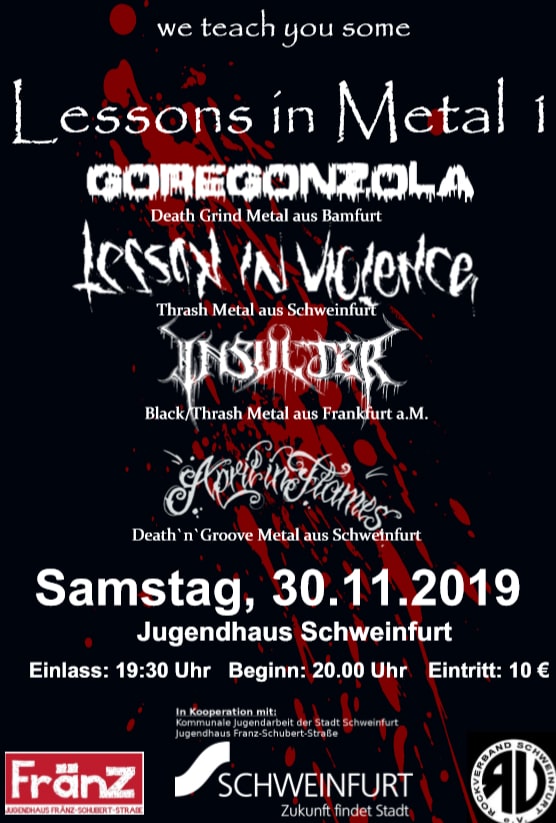 we teach you some
Lessons in Metal 1
GOREGONZOLA
Death Grind Metal aus Bamfurt
Lesson in Violence
Thrash Metal aus Schweinfurt
INSULTER
Black/Thrash Metal aus Frankfurt a.M.
April in Flames
Death`n`Groove Metal aus Schweinfurt
Samstag, 30.11.2019
Jugendhaus Schweinfurt
Einlass: 19:30 Uhr Beginn: 20.00 Uhr Eintritt: 10 €
In Kooperation mit:
Kommunale Jugendarbeit der Stadt Schweinfurt
Jugendhaus Franz-Schubert-Straße
FränZ
JUGENDHAUS FRÄNZ-SCHUBERT-STRAßE
SCHWEINFURT
Zukunft findet Stadt
ROCKVERBAND SCHWEINFURT e.V.
RV